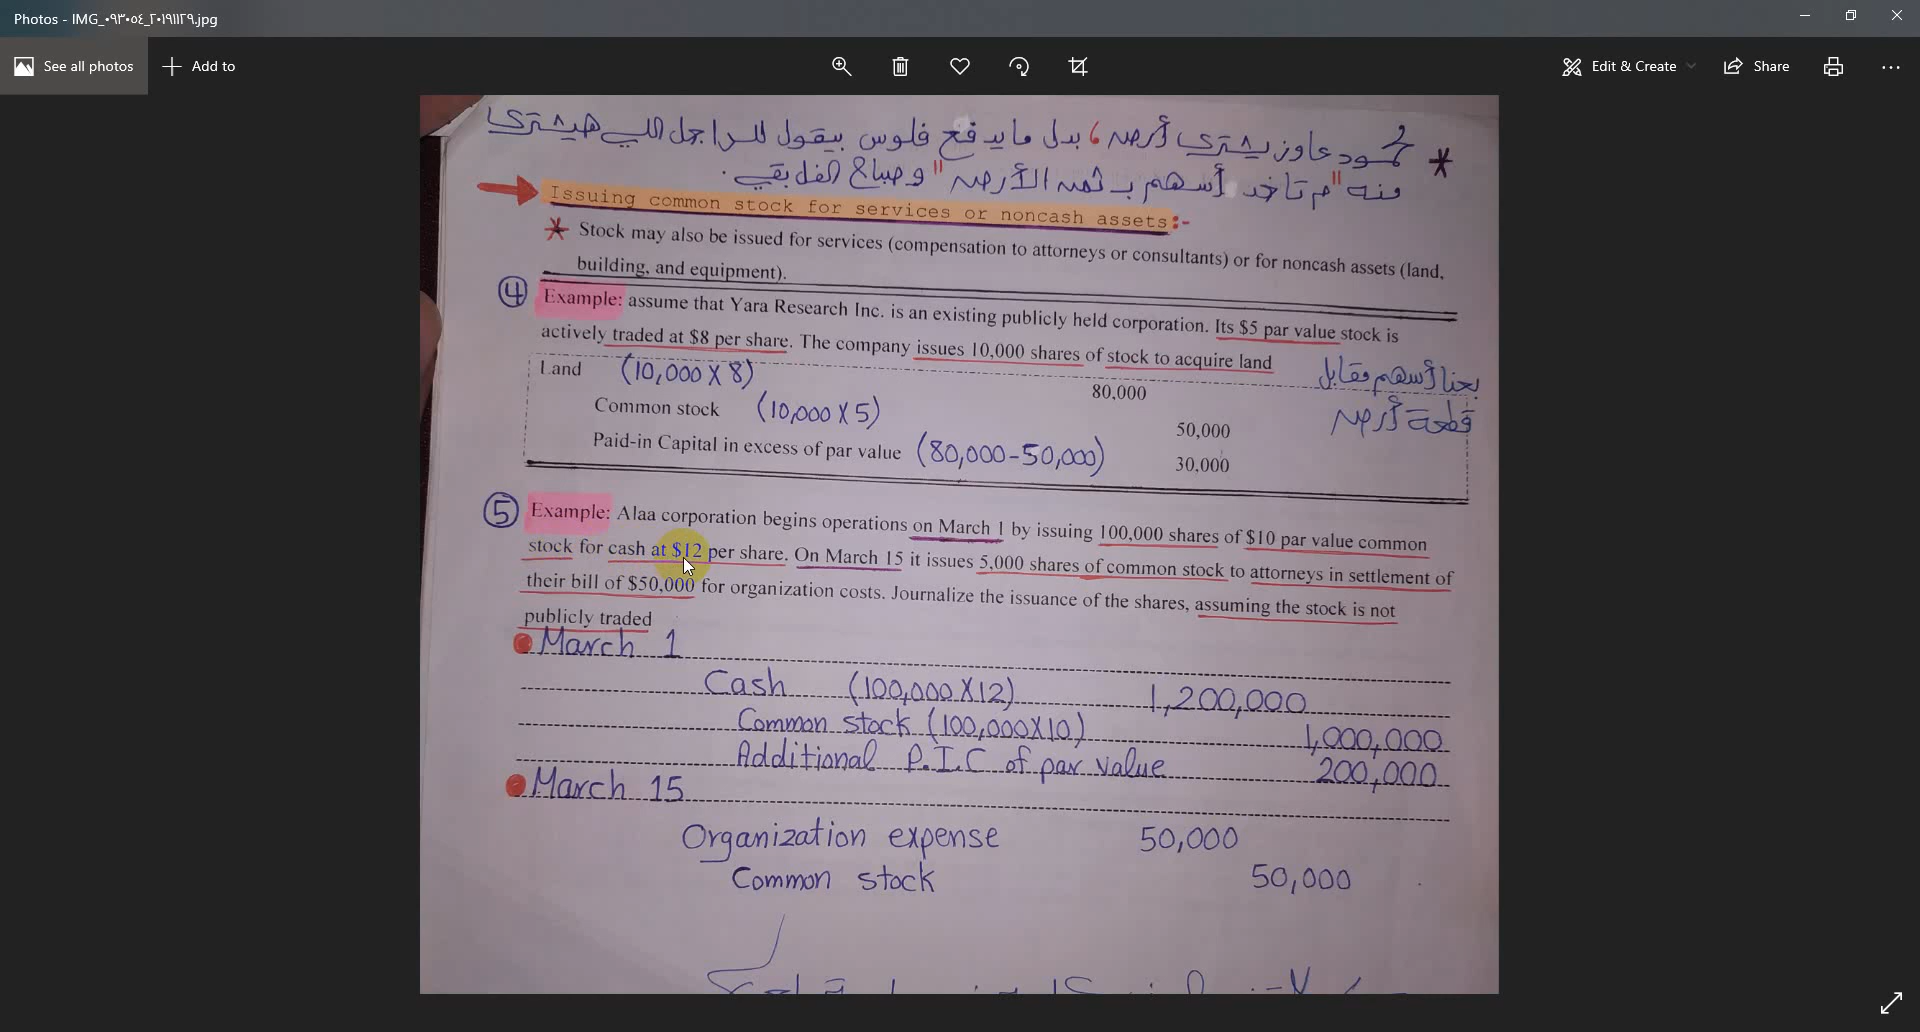 Photos - IMG_٢٠١٩١١٢٩_٠٩٣٠٥٤.jpg
See all photos
Add to
Edit & Create
Share
محمود عاوز يشتري أرض، بدل ما يدفع فلوس بيقول للراجل اللي هيشتري
منه "م تاخد أسهم بـ ثمن الأرض" وصباح الفل بقي.
Issuing common stock for services or noncash assets:-
Stock may also be issued for services (compensation to attorneys or consultants) or for noncash assets (land,
building, and equipment).
4 Example: assume that Yara Research Inc. is an existing publicly held corporation. Its $5 par value stock is
actively traded at $8 per share. The company issues 10,000 shares of stock to acquire land
بعنا أسهم مقابل
قطعة أرض
Land (10,000 X 8) 80,000
Common stock (10,000 X 5) 50,000
Paid-in Capital in excess of par value (80,000-50,000) 30,000
5 Example: Alaa corporation begins operations on March 1 by issuing 100,000 shares of $10 par value common
stock for cash at $12 per share. On March 15 it issues 5,000 shares of common stock to attorneys in settlement of
their bill of $50,000 for organization costs. Journalize the issuance of the shares, assuming the stock is not
publicly traded
March 1
Cash (100,000 X 12) 1,200,000
Common stock (100,000X10) 1,000,000
Additional P.I.C of par value 200,000
March 15
Organization expense 50,000
Common stock 50,000